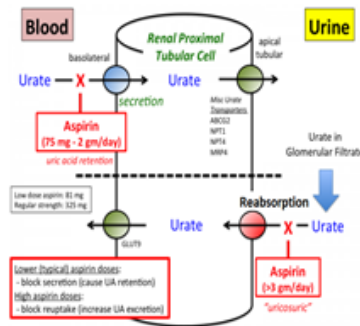 Blood
Renal Proximal
Tubular Cell
Urine
basolateral
apical
tubular
Urate
X
Urate
Urate
secretion
Aspirin
(75 mg - 2 gm/day)
uric acid retention
Misc Urate
Transporters
ABCG2
NPT1
NPT4
MRP4
Urate in
Glomerular Filtrate
Low dose aspirin: 81 mg
Regular strength: 325 mg
Reabsorption
Urate
Urate
X
Urate
GLUT9
Aspirin
(>3 gm/day)
"uricosuric"
Lower (typical) aspirin doses:
- block secretion (cause UA retention)
High aspirin doses:
- block reuptake (increase UA excretion)